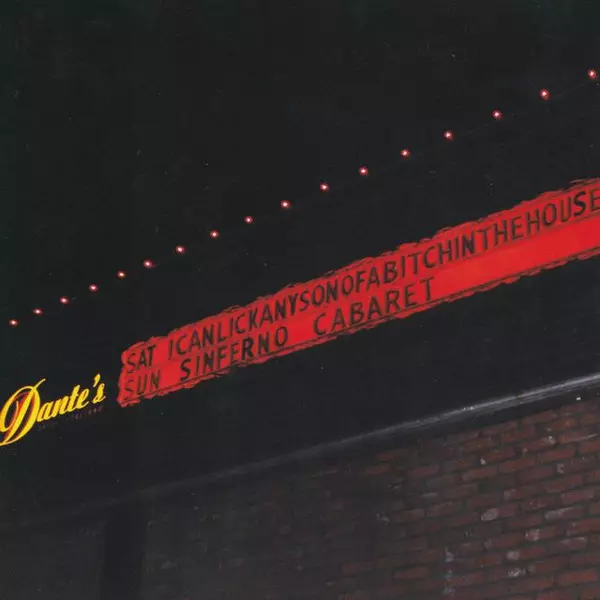 SAT ICANLICKANYSONOFABITCHINTHEHOUSE
SUN SINFERNO CABARET
Dante's